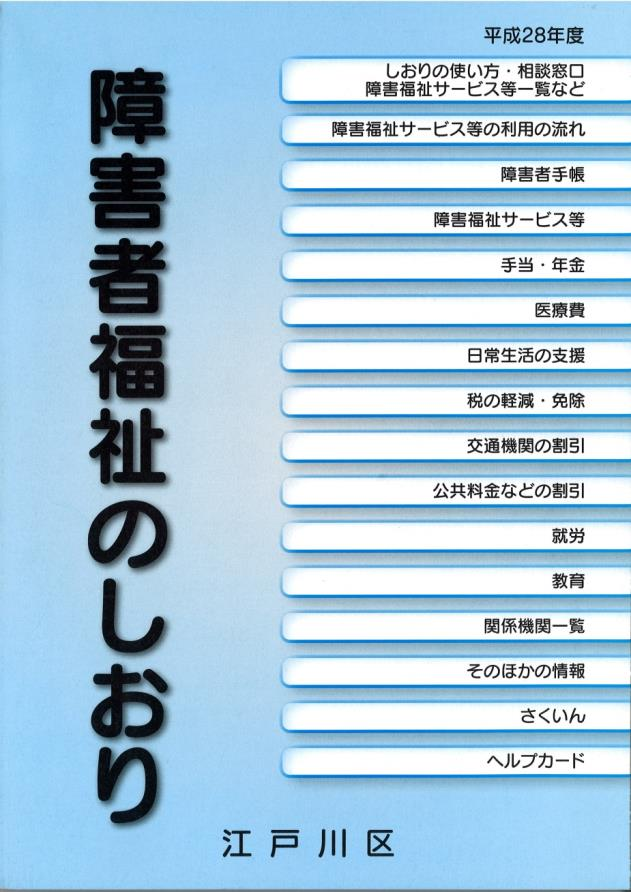 平成28年度
障害者福祉のしおり
しおりの使い方・相談窓口
障害福祉サービス等一覧など
障害福祉サービス等の利用の流れ
障害者手帳
障害福祉サービス等
手当・年金
医療費
日常生活の支援
税の軽減・免除
交通機関の割引
公共料金などの割引
就労
教育
関係機関一覧
そのほかの情報
さくいん
ヘルプカード
江戸川区